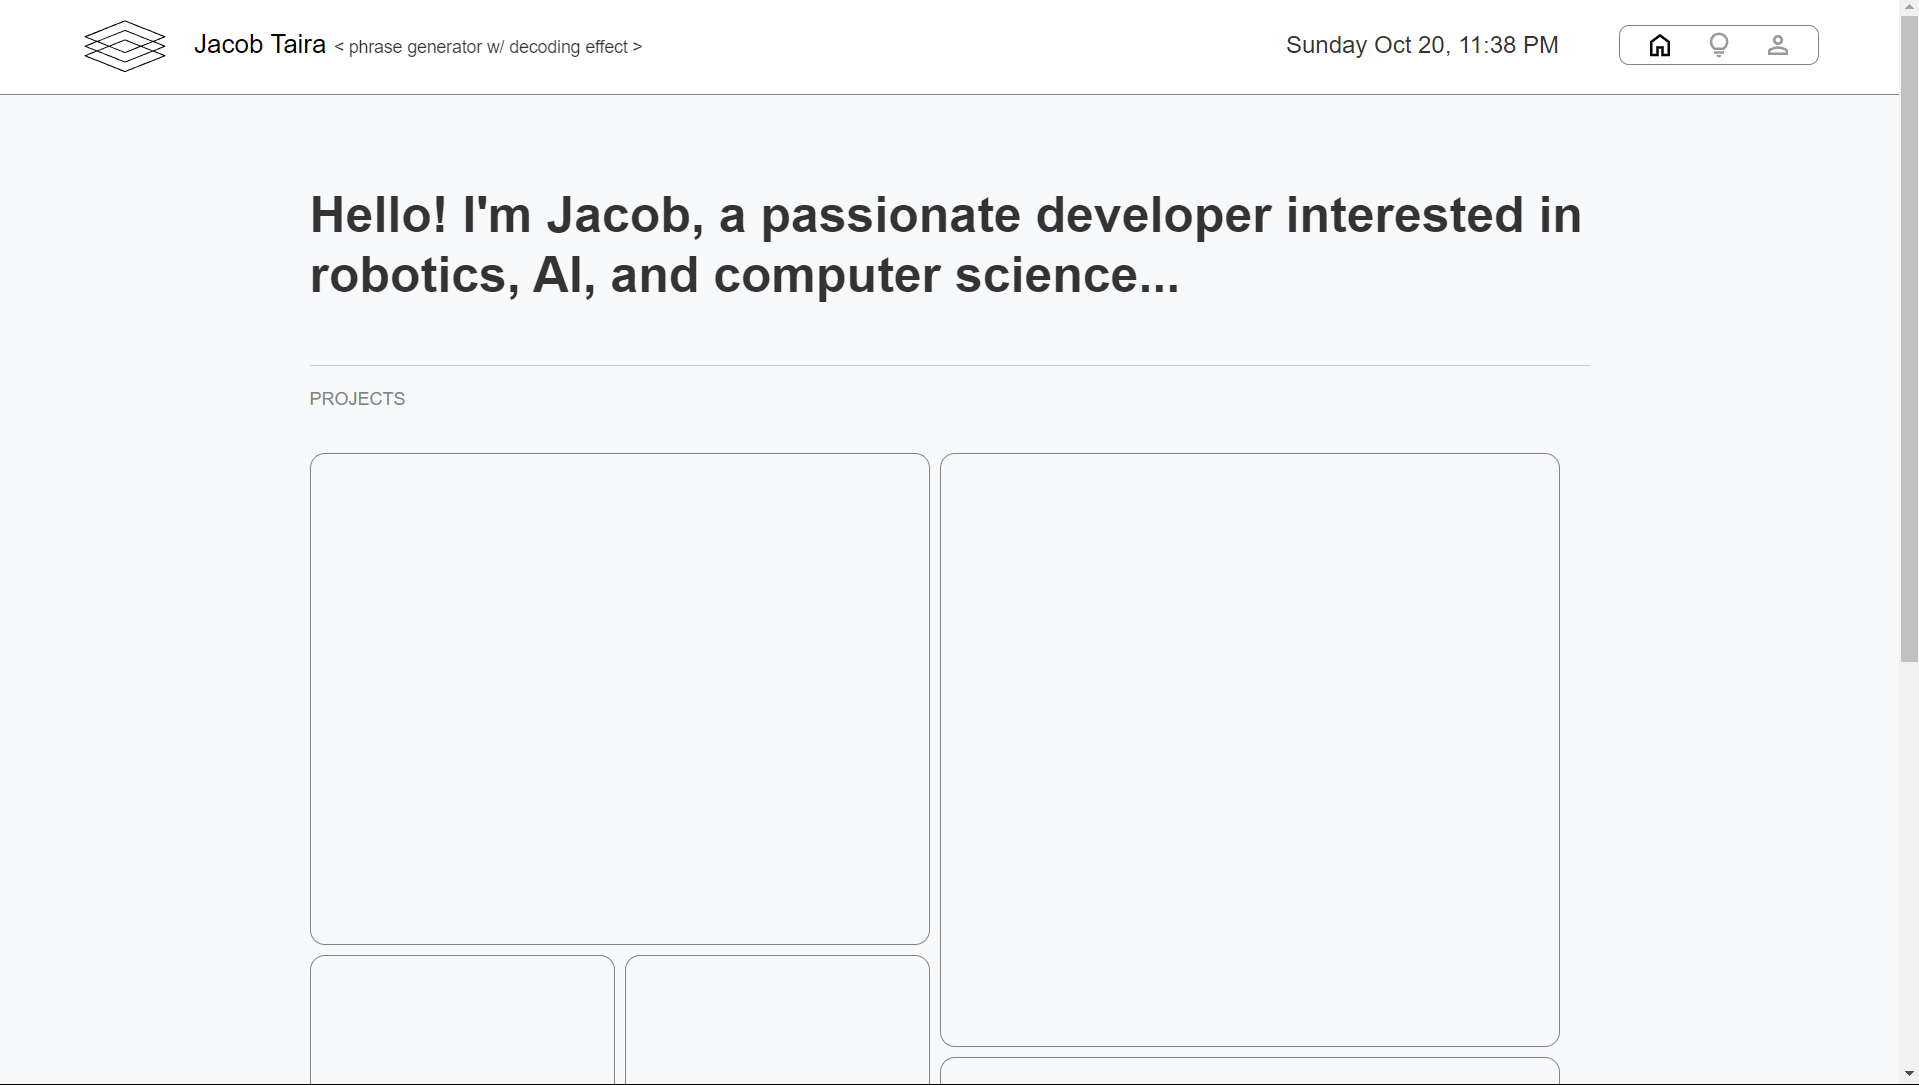 Jacob Taira < phrase generator w/ decoding effect >
Sunday Oct 20, 11:38 PM
Hello! I'm Jacob, a passionate developer interested in
robotics, AI, and computer science...
PROJECTS